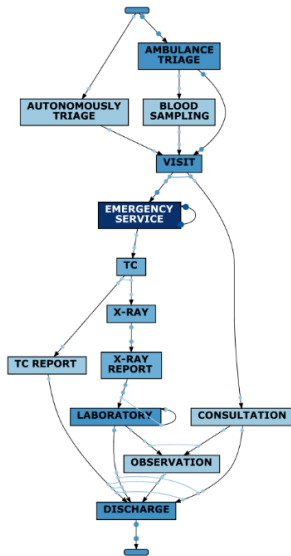 AMBULANCE
TRIAGE
AUTONOMOUSLY
TRIAGE
BLOOD
SAMPLING
VISIT
EMERGENCY
SERVICE
TC
X-RAY
TC REPORT
X-RAY
REPORT
LABORATORY
CONSULTATION
OBSERVATION
DISCHARGE